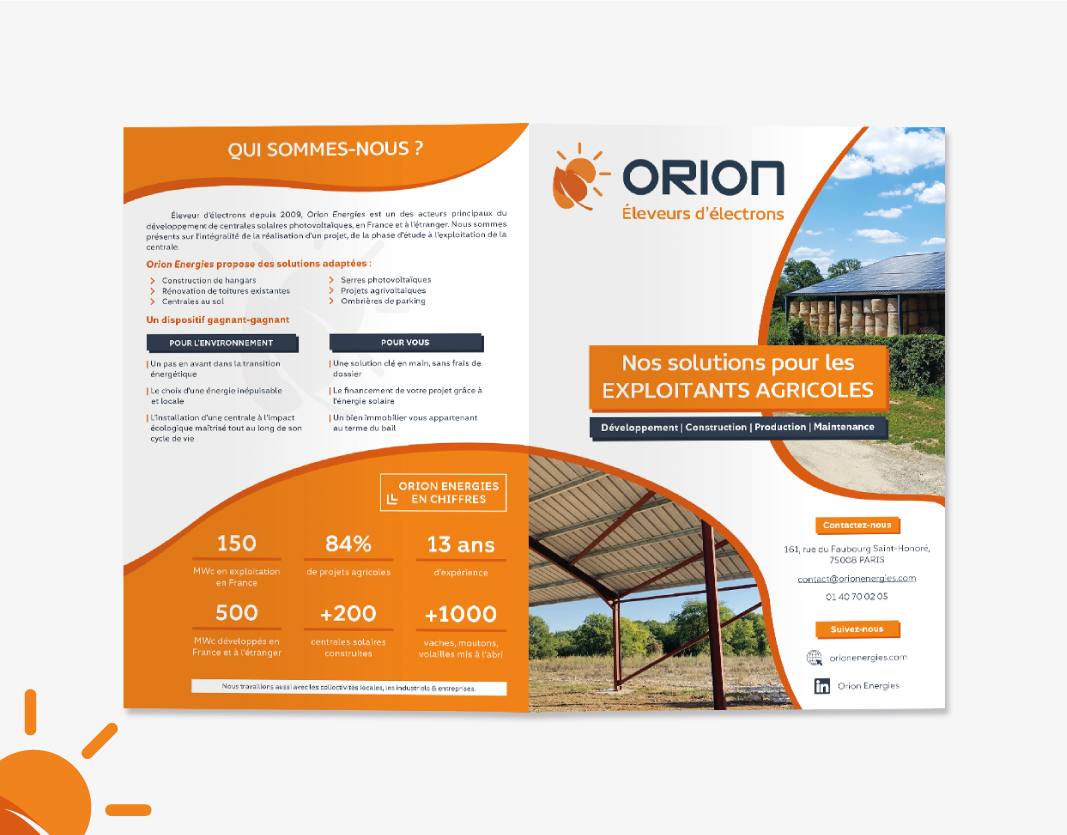 QUI SOMMES-NOUS ?
Éleveur d'électrons depuis 2009, Orion Energies est un des acteurs principaux du
développement de centrales solaires photovoltaïques, en France et à l'étranger. Nous sommes
présents sur l'intégralité de la réalisation d'un projet, de la phase d'étude à l'exploitation de la
centrale.
Orion Energies propose des solutions adaptées :
Construction de hangars
Rénovation de toitures existantes
Centrales au sol
Serres photovoltaïques
Projets agrivoltaïques
Ombrières de parking
Un dispositif gagnant-gagnant
POUR L'ENVIRONNEMENT
Un pas en avant dans la transition
énergétique
Le choix d'une énergie inépuisable
et locale
L'installation d'une centrale à l'impact
écologique maîtrisé tout au long de son
cycle de vie
POUR VOUS
Une solution clé en main, sans frais de
dossier
Le financement de votre projet grâce à
l'énergie solaire
Un bien immobilier vous appartenant
au terme du bail
ORION ENERGIES
EN CHIFFRES
150
MWc en exploitation
en France
84%
de projets agricoles
13 ans
d'expérience
500
MWc développés en
France et à l'étranger
+200
centrales solaires
construites
+1000
vaches, moutons,
volailles mis à l'abri
Nous travaillons aussi avec les collectivités locales, les industriels & entreprises.
ORION
Éleveurs d'électrons
Nos solutions pour les
EXPLOITANTS AGRICOLES
Développement | Construction | Production | Maintenance
Contactez-nous
161, rue du Faubourg Saint-Honoré,
75008 PARIS
contact@orionenergies.com
01 40 70 02 05
Suivez-nous
orionenergies.com
in
Orion Energies